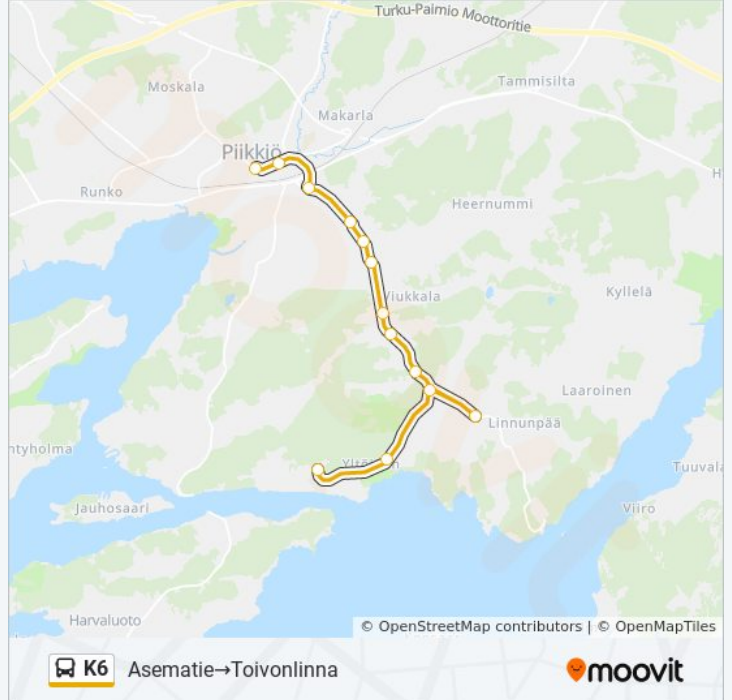 Turku-Paimio Moottoritie
Moskala
Tammisilta
Makarla
Piikkiö
Runko
Heernummi
Viukkala
Kyllelä
Laaroinen
Linnunpää
ntyholma
Tuuvala
Jauhosaari
Viiro
Harvaluoto
© OpenStreetMap contributors | © OpenMapTiles
K6 Asematie→Toivonlinna
moovit